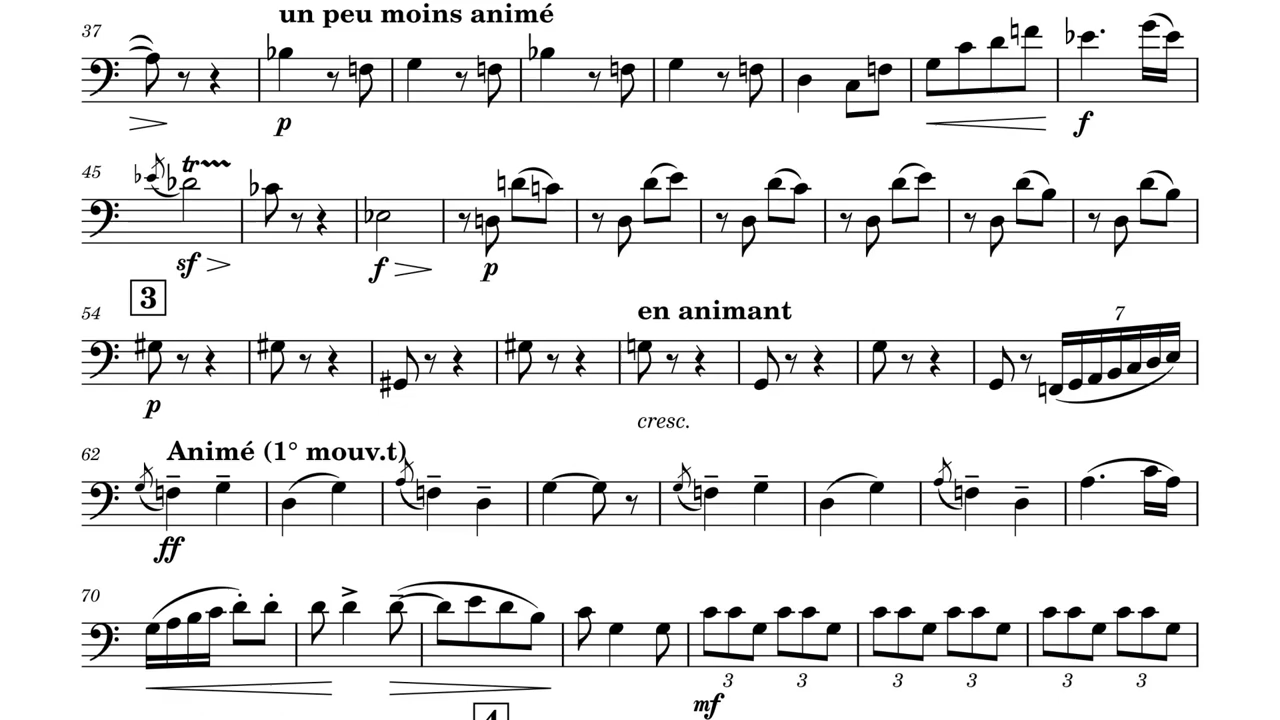 un peu moins animé
37
p
f
45
tr
sf
f
p
3
54
en animant
7
p
cresc.
62
Animé (1° mouv.t)
ff
70
3 3 3 3 3 3
mf
4